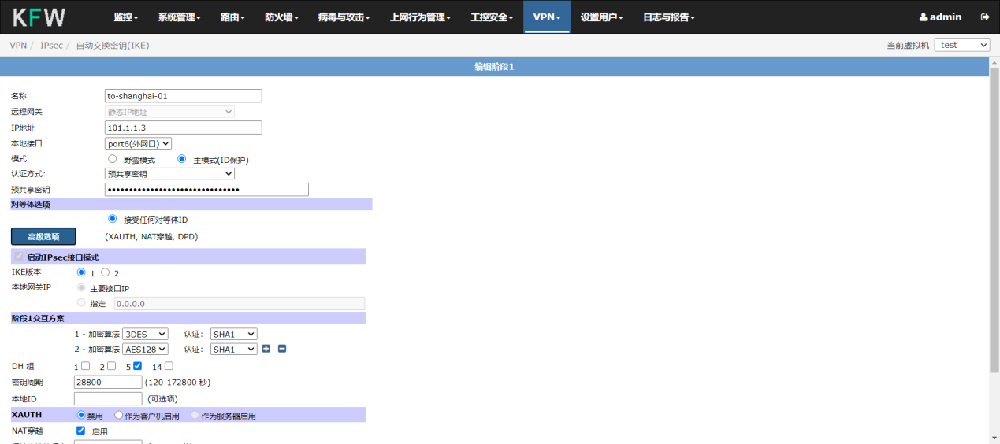 KFW 监控 系统管理 路由 防火墙 病毒与攻击 上网行为管理 工控安全 VPN 设置用户 日志与报告 admin
VPN / IPsec / 自动交换密钥(IKE) 当前虚拟机 test
编辑阶段1
名称 to-shanghai-01
远程网关 静态IP地址
IP地址 101.1.1.3
本地接口 port6(外网口)
模式 野蛮模式 主模式(ID保护)
认证方式: 预共享密钥
预共享密钥 ••••••••••••••••••••••••••••••
对等体选项
接受任何对等体ID
高级选项 (XAUTH, NAT穿越, DPD)
启动IPsec接口模式
IKE版本 1 2
本地网关IP 主要接口IP
指定 0.0.0.0
阶段1交互方案
1 - 加密算法 3DES 认证: SHA1
2 - 加密算法 AES128 认证: SHA1
DH 组 1 2 5 14
密钥周期 28800 (120-172800 秒)
本地ID (可选项)
XAUTH 禁用 作为客户机启用 作为服务器启用
NAT穿越 启用